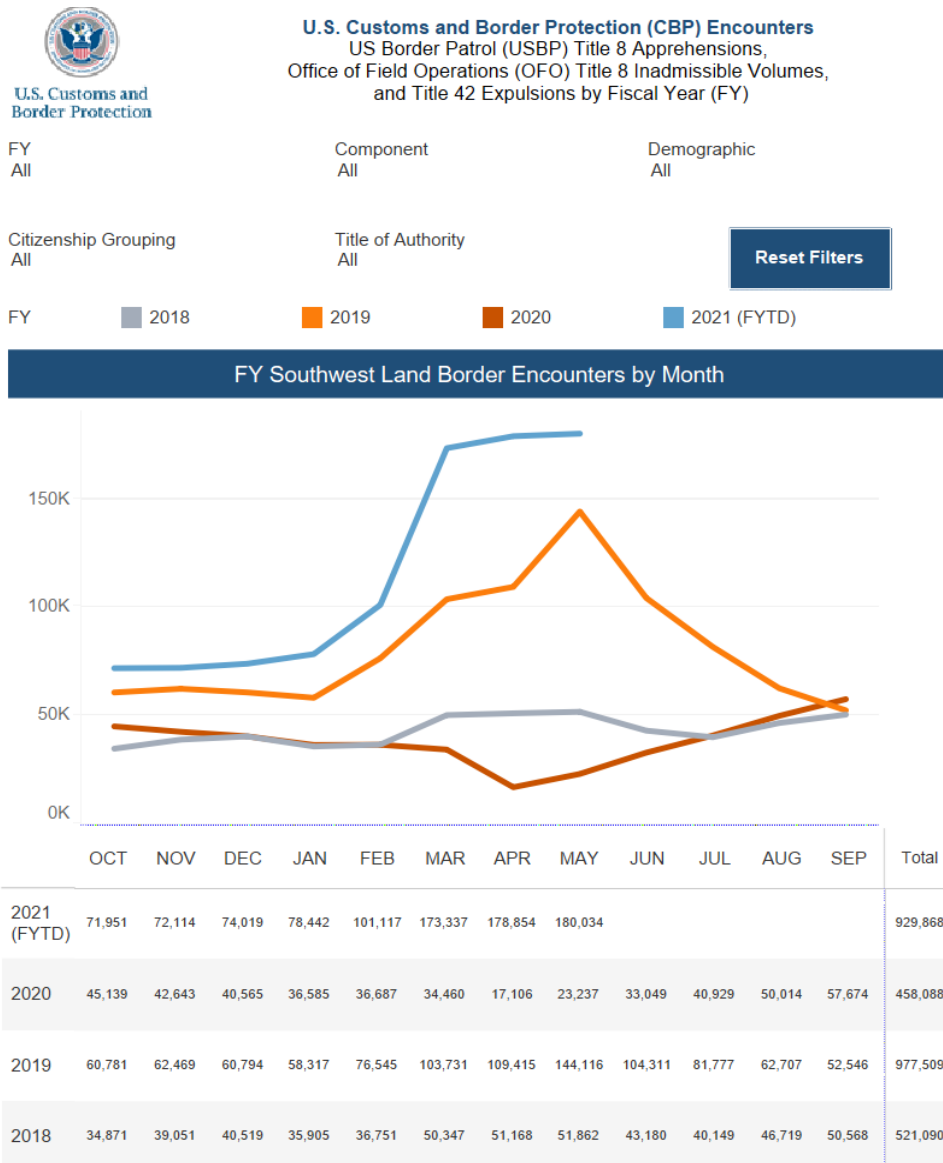 U.S. Customs and Border Protection (CBP) Encounters
US Border Patrol (USBP) Title 8 Apprehensions,
Office of Field Operations (OFO) Title 8 Inadmissible Volumes,
and Title 42 Expulsions by Fiscal Year (FY)
U.S. Customs and
Border Protection
FY Component Demographic
All All All
Citizenship Grouping Title of Authority
All All
Reset Filters
FY 2018 2019 2020 2021 (FYTD)
FY Southwest Land Border Encounters by Month
150K
100K
50K
0K
OCT NOV DEC JAN FEB MAR APR MAY JUN JUL AUG SEP Total
2021 (FYTD) 71,951 72,114 74,019 78,442 101,117 173,337 178,854 180,034 929,868
2020 45,139 42,643 40,565 36,585 36,687 34,460 17,106 23,237 33,049 40,929 50,014 57,674 458,088
2019 60,781 62,469 60,794 58,317 76,545 103,731 109,415 144,116 104,311 81,777 62,707 52,546 977,509
2018 34,871 39,051 40,519 35,905 36,751 50,347 51,168 51,862 43,180 40,149 46,719 50,568 521,090